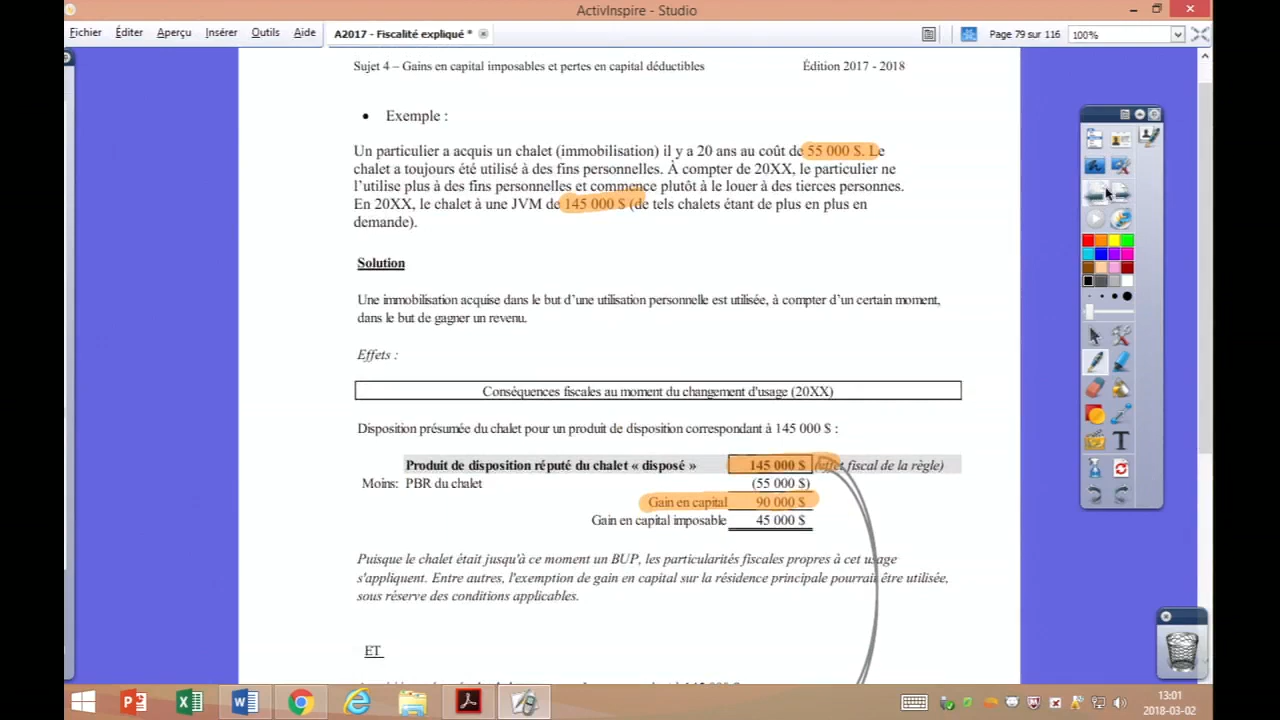 ActivInspire - Studio
Fichier Éditer Aperçu Insérer Outils Aide A2017 - Fiscalité expliqué * Page 79 sur 116 100%
Sujet 4 – Gains en capital imposables et pertes en capital déductibles Édition 2017 - 2018
• Exemple :
Un particulier a acquis un chalet (immobilisation) il y a 20 ans au coût de 55 000 $. Le
chalet a toujours été utilisé à des fins personnelles. À compter de 20XX, le particulier ne
l’utilise plus à des fins personnelles et commence plutôt à le louer à des tierces personnes.
En 20XX, le chalet à une JVM de 145 000 $ (de tels chalets étant de plus en plus en
demande).
Solution
Une immobilisation acquise dans le but d’une utilisation personnelle est utilisée, à compter d’un certain moment,
dans le but de gagner un revenu.
Effets :
Conséquences fiscales au moment du changement d'usage (20XX)
Disposition présumée du chalet pour un produit de disposition correspondant à 145 000 $ :
Produit de disposition réputé du chalet « disposé » 145 000 $ (effet fiscal de la règle)
Moins: PBR du chalet (55 000 $)
Gain en capital 90 000 $
Gain en capital imposable 45 000 $
Puisque le chalet était jusqu'à ce moment un BUP, les particularités fiscales propres à cet usage
s'appliquent. Entre autres, l'exemption de gain en capital sur la résidence principale pourrait être utilisée,
sous réserve des conditions applicables.
ET
13:01
2018-03-02